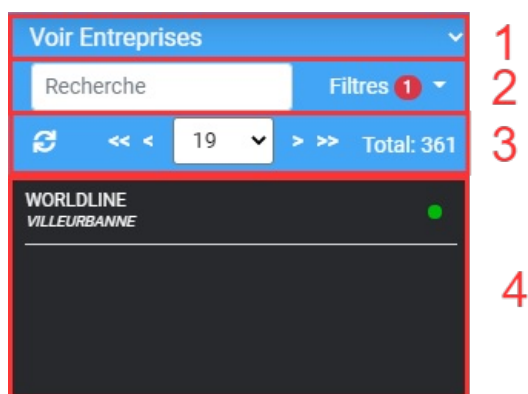 Voir Entreprises
1
Recherche
Filtres 1
2
<< < 19 > >> Total: 361
3
WORLDLINE
VILLEURBANNE
4